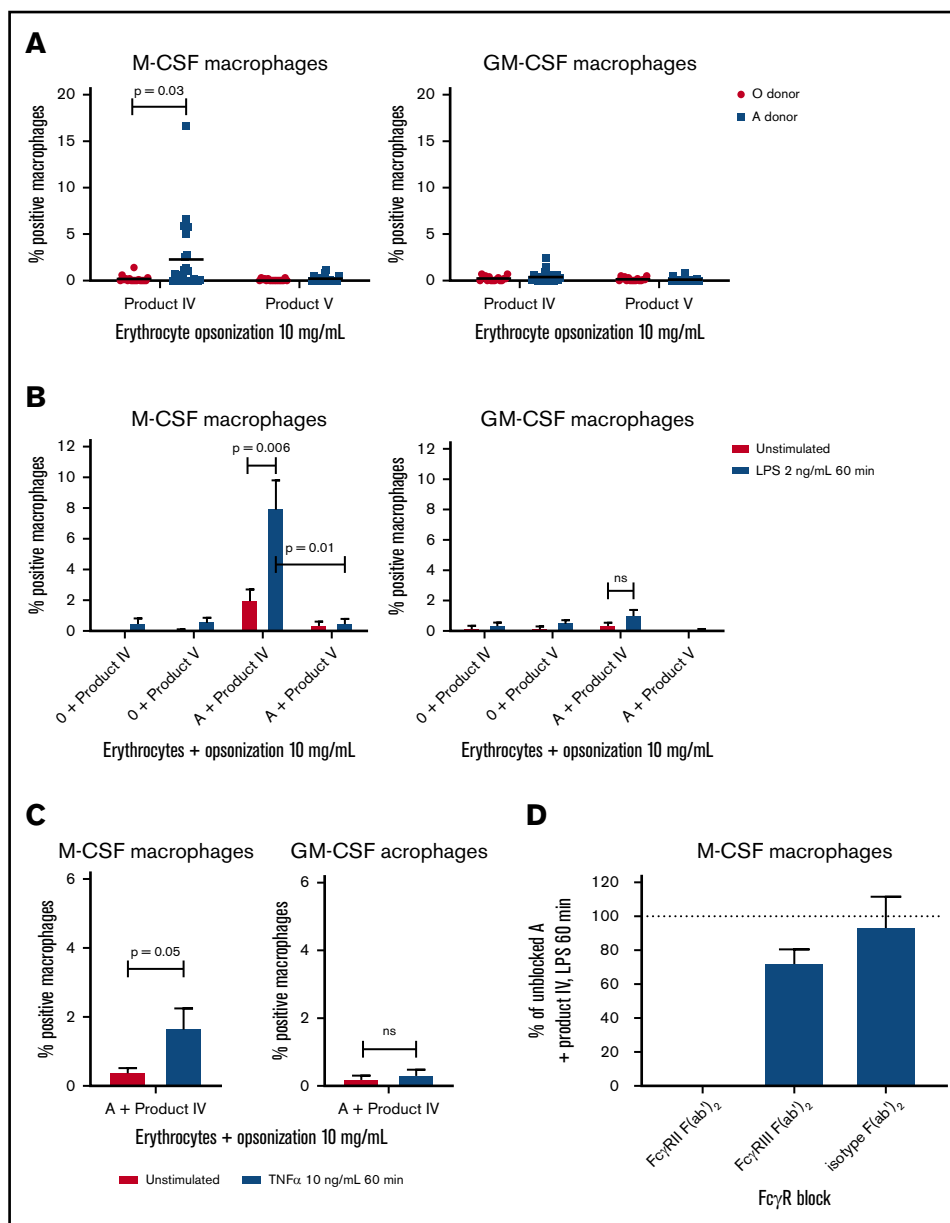 A
M-CSF macrophages
GM-CSF macrophages
% positive macrophages
20
15
10
5
0
p = 0.03
Product IV
Product V
Erythrocyte opsonization 10 mg/mL
% positive macrophages
20
15
10
5
0
Product IV
Product V
Erythrocyte opsonization 10 mg/mL
O donor
A donor
B
M-CSF macrophages
GM-CSF macrophages
% positive macrophages
12
10
8
6
4
2
0
p = 0.006
p = 0.01
0 + Product IV
0 + Product V
A + Product IV
A + Product V
Erythrocytes + opsonization 10 mg/mL
% positive macrophages
12
10
8
6
4
2
0
ns
0 + Product IV
0 + Product V
A + Product IV
A + Product V
Erythrocytes + opsonization 10 mg/mL
Unstimulated
LPS 2 ng/mL 60 min
C
M-CSF macrophages
GM-CSF acrophages
% positive macrophages
6
4
2
0
p = 0.05
A + Product IV
% positive macrophages
6
4
2
0
ns
A + Product IV
Erythrocytes + opsonization 10 mg/mL
Unstimulated
TNFα 10 ng/mL 60 min
D
M-CSF macrophages
% of unblocked A
+ product IV, LPS 60 min
120
100
80
60
40
20
0
FcγRII F(ab')2
FcγRIII F(ab')2
isotype F(ab')2
FcγR block